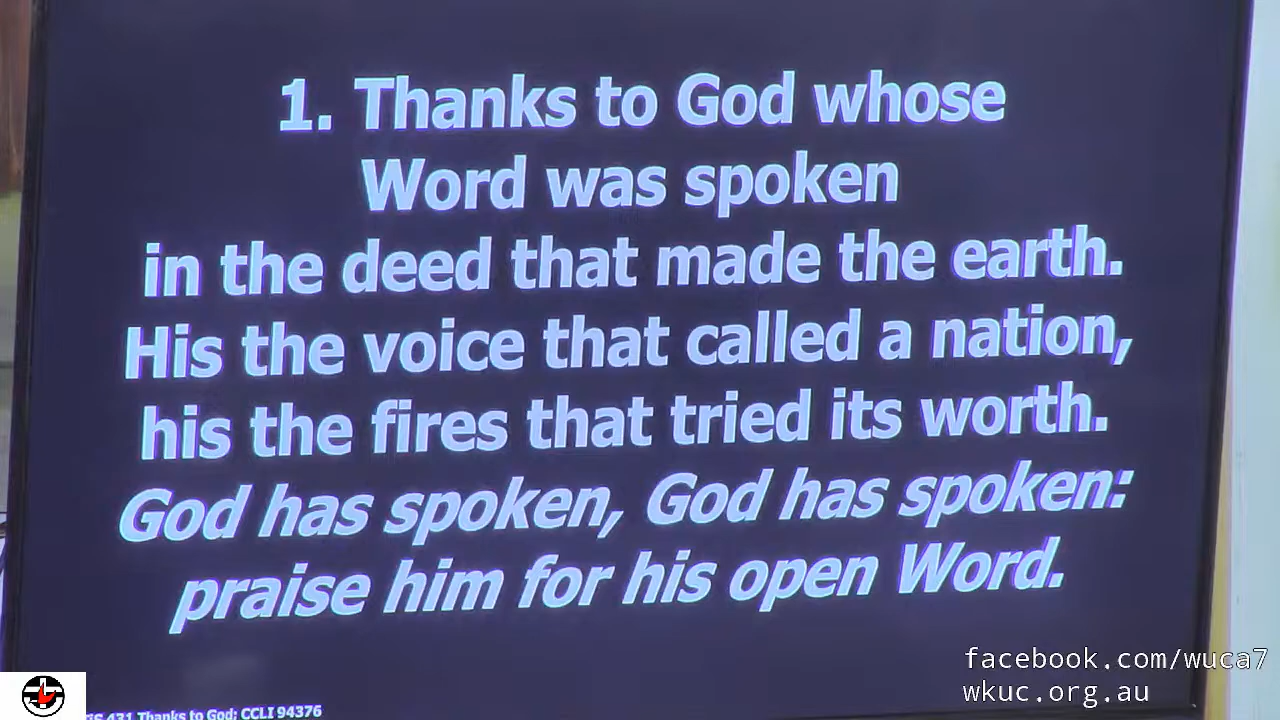 1. Thanks to God whose
Word was spoken
in the deed that made the earth.
His the voice that called a nation,
his the fires that tried its worth.
God has spoken, God has spoken:
praise him for his open Word.
facebook.com/wuca7
wkuc.org.au
431 Thanks to God: CCLI 94376